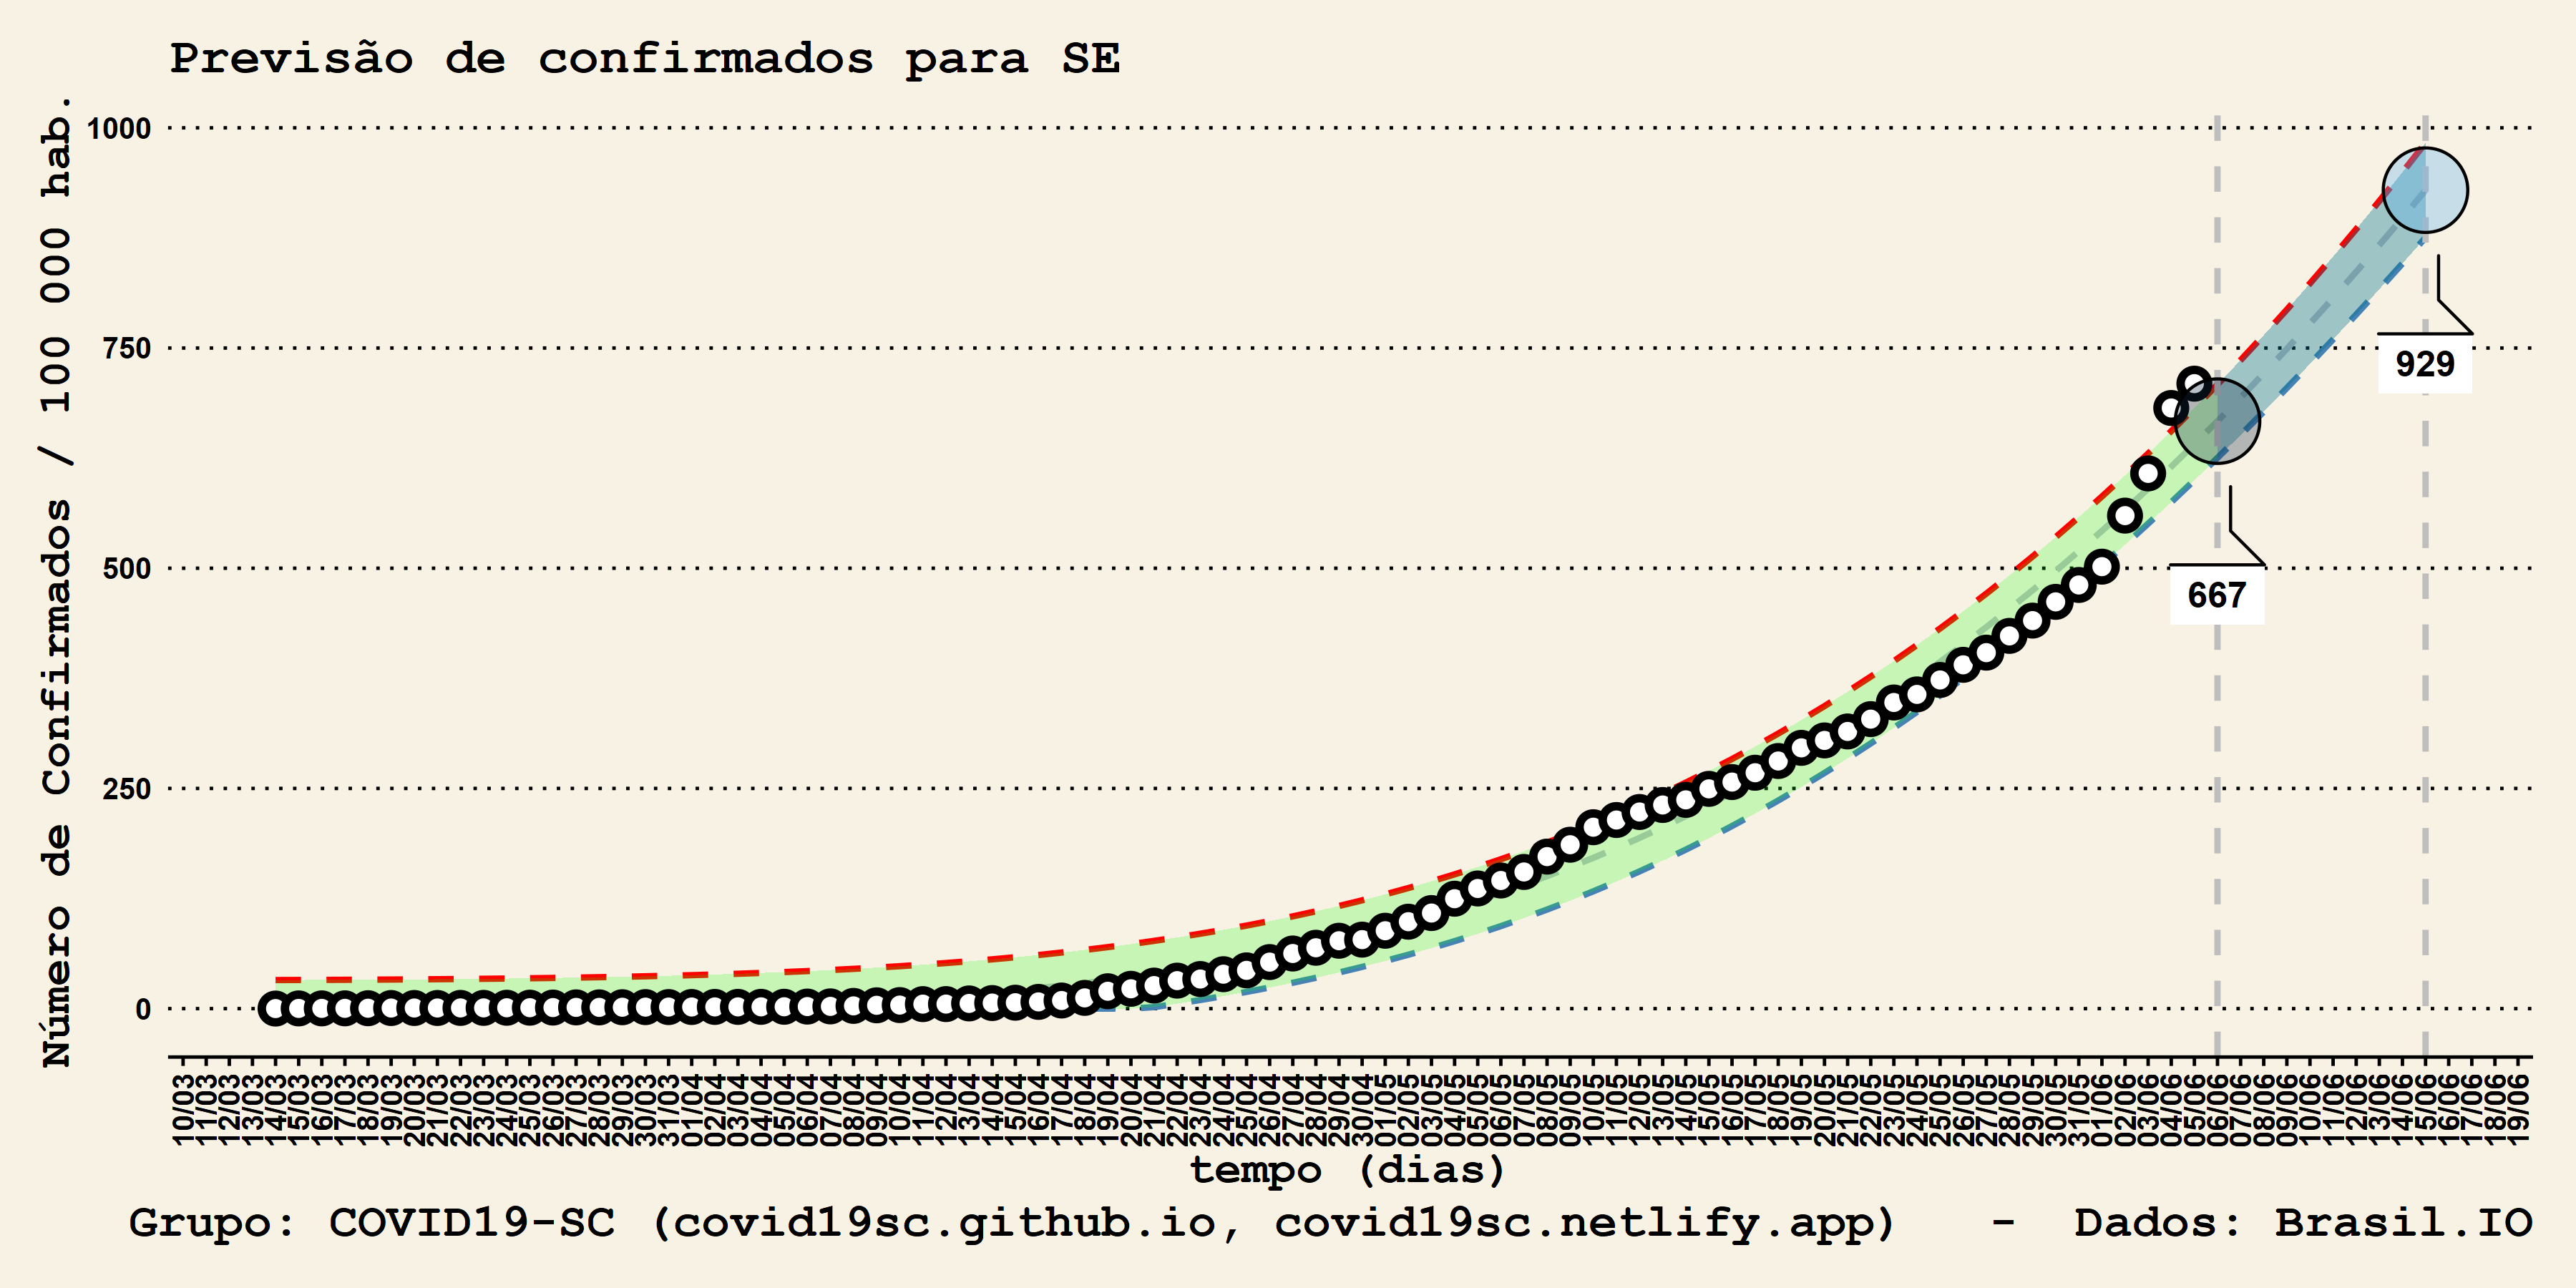 Previsão de confirmados para SE
Número de Confirmados / 100 000 hab.
1000
750
500
250
0
929
667
10/03 11/03 12/03 13/03 14/03 15/03 16/03 17/03 18/03 19/03 20/03 21/03 22/03 23/03 24/03 25/03 26/03 27/03 28/03 29/03 30/03 31/03 01/04 02/04 03/04 04/04 05/04 06/04 07/04 08/04 09/04 10/04 11/04 12/04 13/04 14/04 15/04 16/04 17/04 18/04 19/04 20/04 21/04 22/04 23/04 24/04 25/04 26/04 27/04 28/04 29/04 30/04 01/05 02/05 03/05 04/05 05/05 06/05 07/05 08/05 09/05 10/05 11/05 12/05 13/05 14/05 15/05 16/05 17/05 18/05 19/05 20/05 21/05 22/05 23/05 24/05 25/05 26/05 27/05 28/05 29/05 30/05 31/05 01/06 02/06 03/06 04/06 05/06 06/06 07/06 08/06 09/06 10/06 11/06 12/06 13/06 14/06 15/06 16/06 17/06 18/06 19/06
tempo (dias)
Grupo: COVID19-SC (covid19sc.github.io, covid19sc.netlify.app) - Dados: Brasil.IO